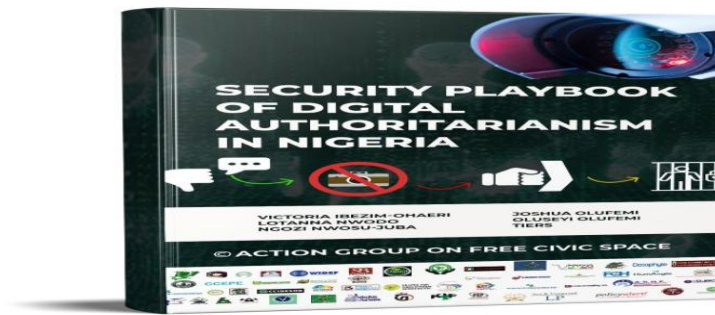 SECURITY PLAYBOOK
OF DIGITAL
AUTHORITARIANISM
IN NIGERIA
VICTORIA IBEZIM-OHAERI
LOTANNA NWODO
NGOZI NWOSU-JUBA
JOSHUA OLUFEMI
OLUSEYI OLUFEMI
TIERS
© ACTION GROUP ON FREE CIVIC SPACE